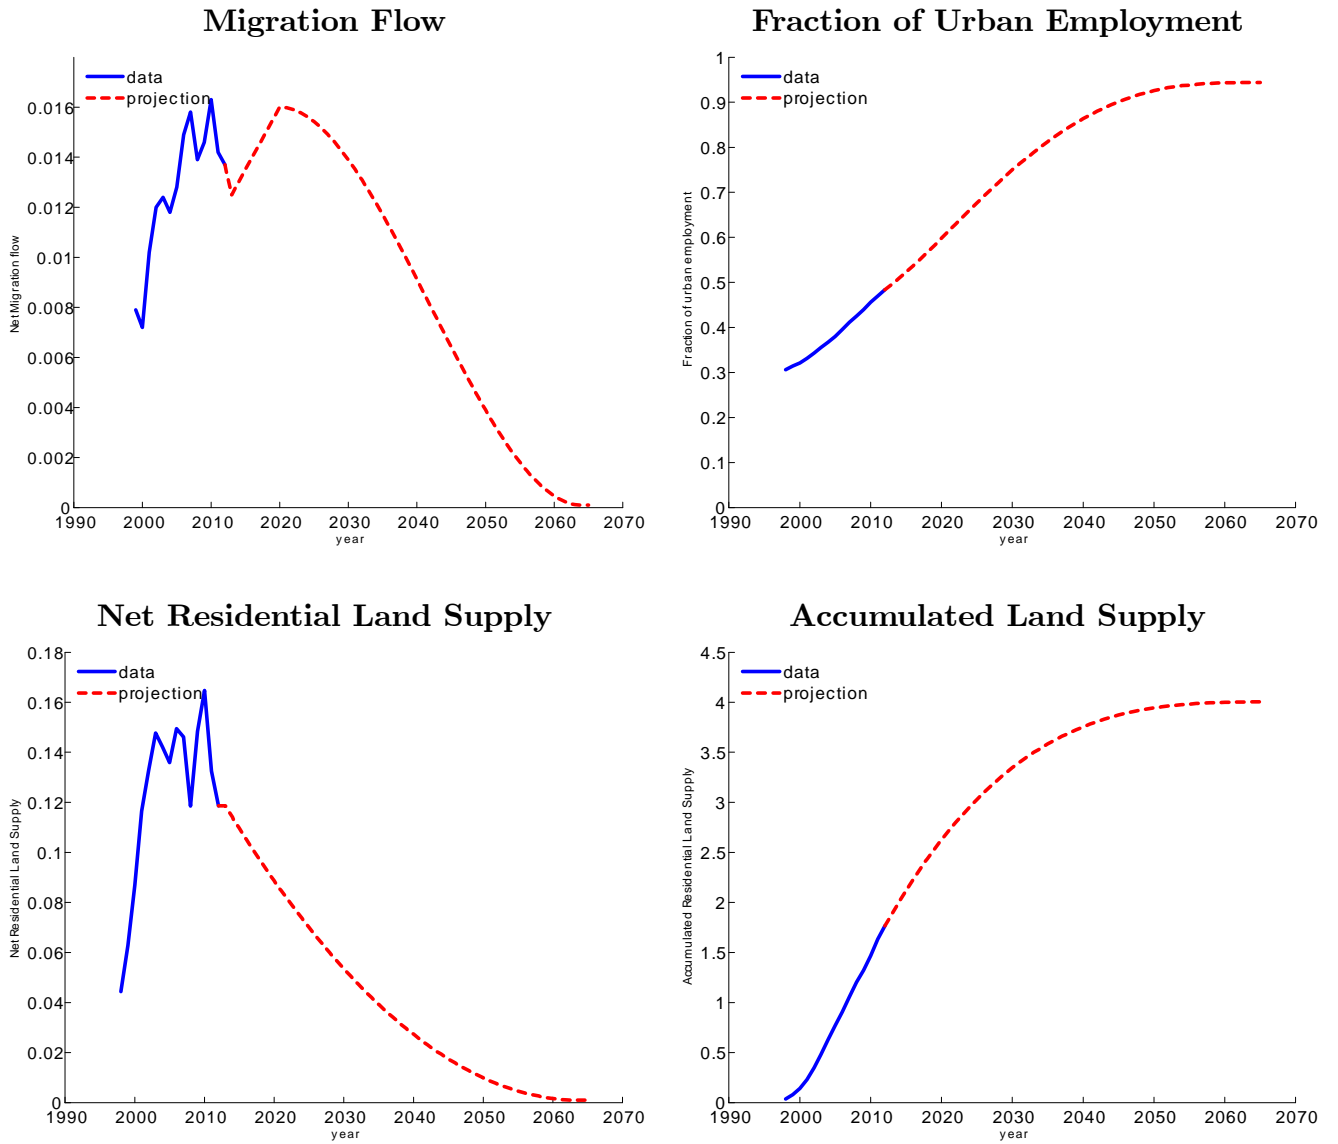 Migration Flow
data
projection
0.016
0.014
0.012
0.01
0.008
0.006
0.004
0.002
0
Net Migration flow
1990 2000 2010 2020 2030 2040 2050 2060 2070
year
Fraction of Urban Employment
data
projection
1
0.9
0.8
0.7
0.6
0.5
0.4
0.3
0.2
0.1
0
Fraction of urban employment
1990 2000 2010 2020 2030 2040 2050 2060 2070
year
Net Residential Land Supply
data
projection
0.18
0.16
0.14
0.12
0.1
0.08
0.06
0.04
0.02
0
Net Residential Land Supply
1990 2000 2010 2020 2030 2040 2050 2060 2070
year
Accumulated Land Supply
data
projection
4.5
4
3.5
3
2.5
2
1.5
1
0.5
0
Accumulated Residential Land Supply
1990 2000 2010 2020 2030 2040 2050 2060 2070
year